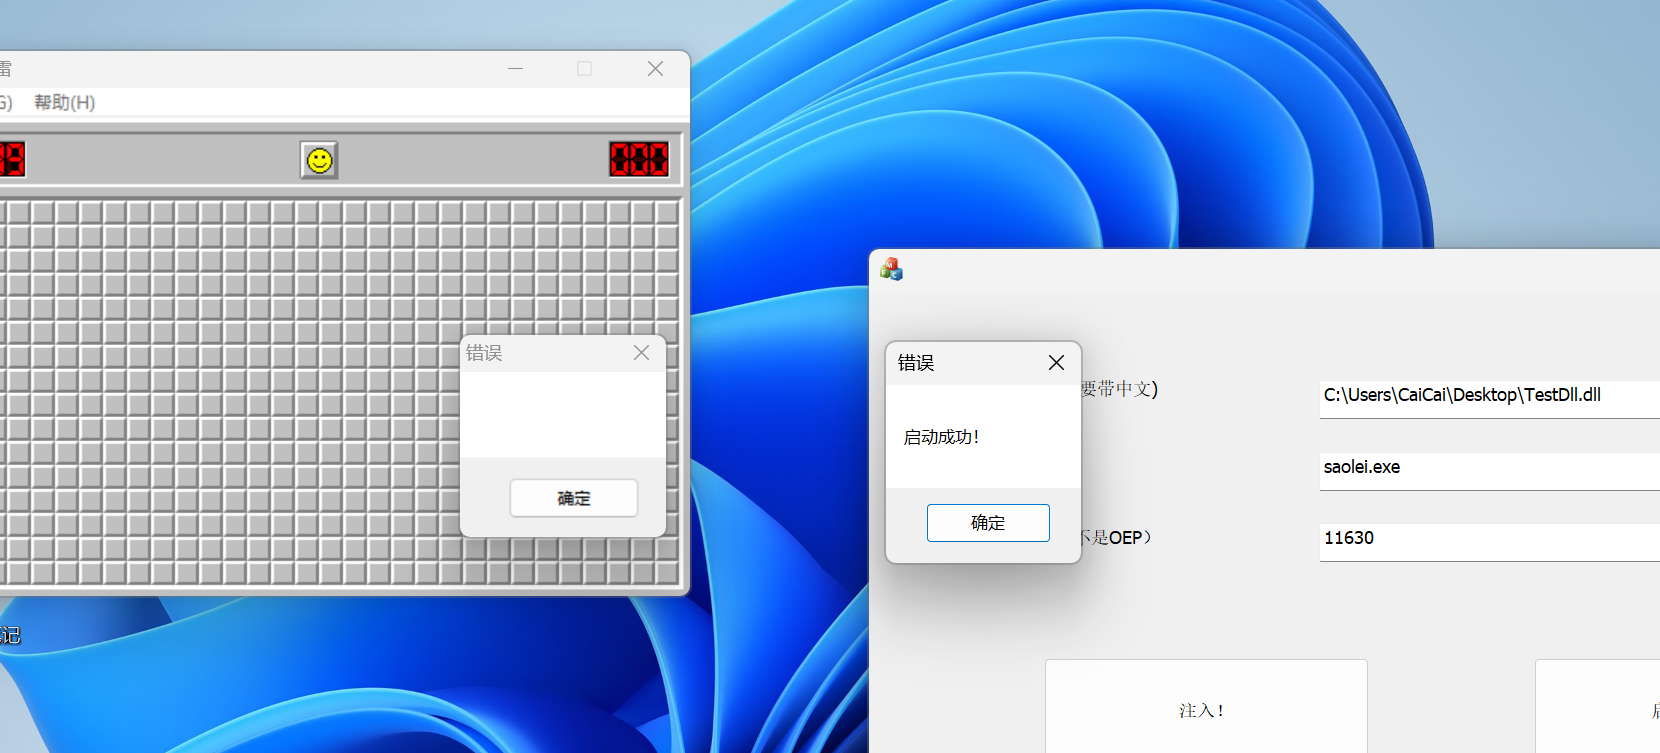 雷
G) 帮助(H)
错误
确定
记
错误
启动成功!
确定
要带中文)
C:\Users\CaiCai\Desktop\TestDll.dll
saolei.exe
不是OEP）
11630
注入!